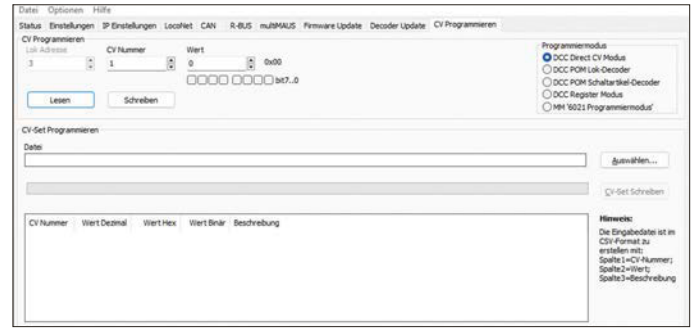 Datei Optionen Hilfe
Status Einstellungen IP Einstellungen LocoNet CAN R-BUS multiMAUS Firmware Update Decoder Update CV Programmieren
CV Programmieren
Lok Adresse CV Nummer Wert
3 1 0 0x00
bit7..0
Lesen Schreiben
Programmiermodus
DCC Direct CV Modus
DCC POM Lok-Decoder
DCC POM Schaltartikel-Decoder
DCC Register Modus
MM '6021 Programmiermodus'
CV-Set Programmieren
Datei
Auswählen...
CV-Set Schreiben
CV Nummer Wert Dezimal Wert Hex Wert Binär Beschreibung
Hinweis:
Die Eingabedatei ist im
CSV-Format zu
erstellen mit:
Spalte1=CV-Nummer;
Spalte2=Wert;
Spalte3=Beschreibung